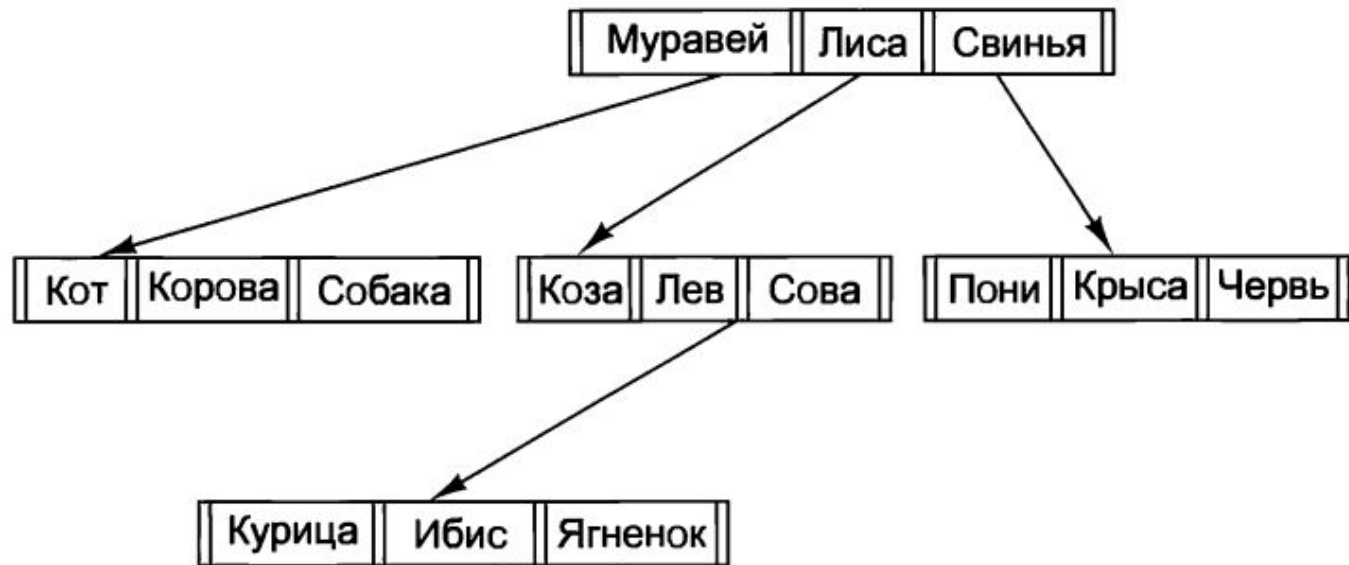 Муравей Лиса Свинья
Кот Корова Собака Коза Лев Сова Пони Крыса Червь
Курица Ибис Ягненок